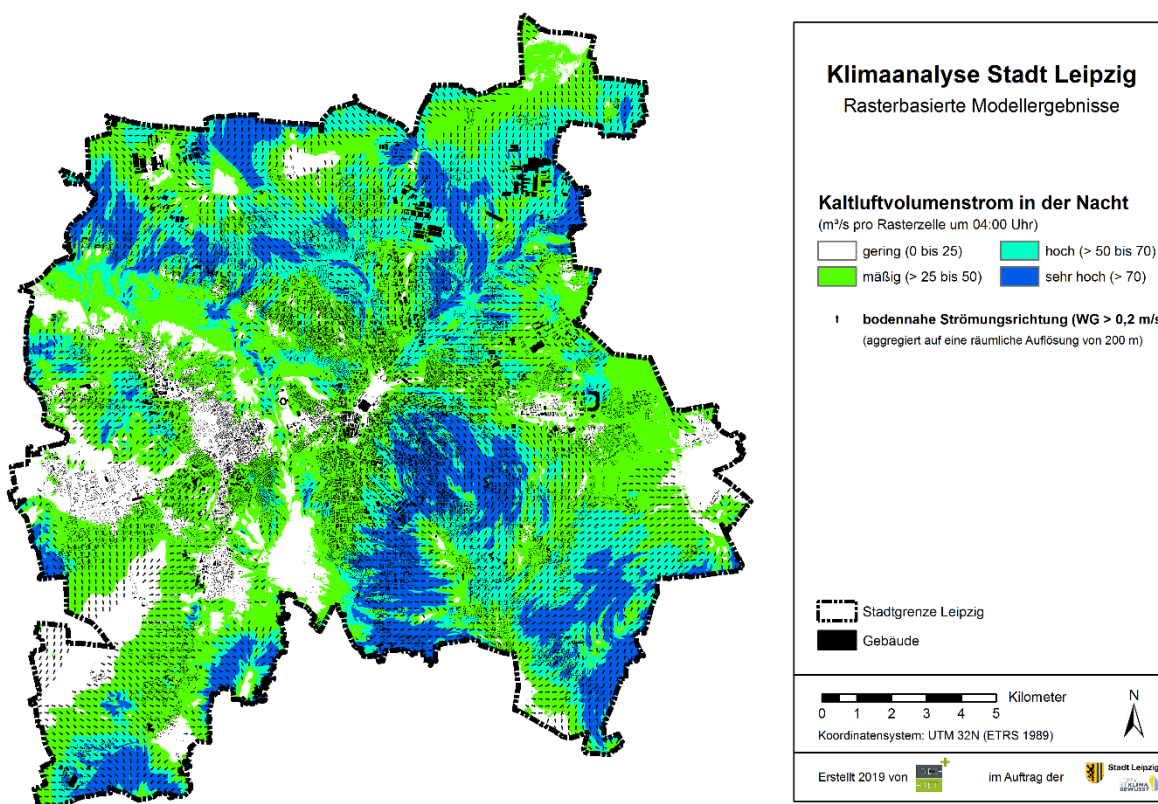 Klimaanalyse Stadt Leipzig
Rasterbasierte Modellergebnisse
Kaltluftvolumenstrom in der Nacht
(m³/s pro Rasterzelle um 04:00 Uhr)
gering (0 bis 25) hoch (> 50 bis 70)
mäßig (> 25 bis 50) sehr hoch (> 70)
bodennahe Strömungsrichtung (WG > 0,2 m/s
(aggregiert auf eine räumliche Auflösung von 200 m)
Stadtgrenze Leipzig
Gebäude
Kilometer N
0 1 2 3 4 5
Koordinatensystem: UTM 32N (ETRS 1989)
Erstellt 2019 von im Auftrag der Stadt Leipzig
KLIMA
BEWUSST